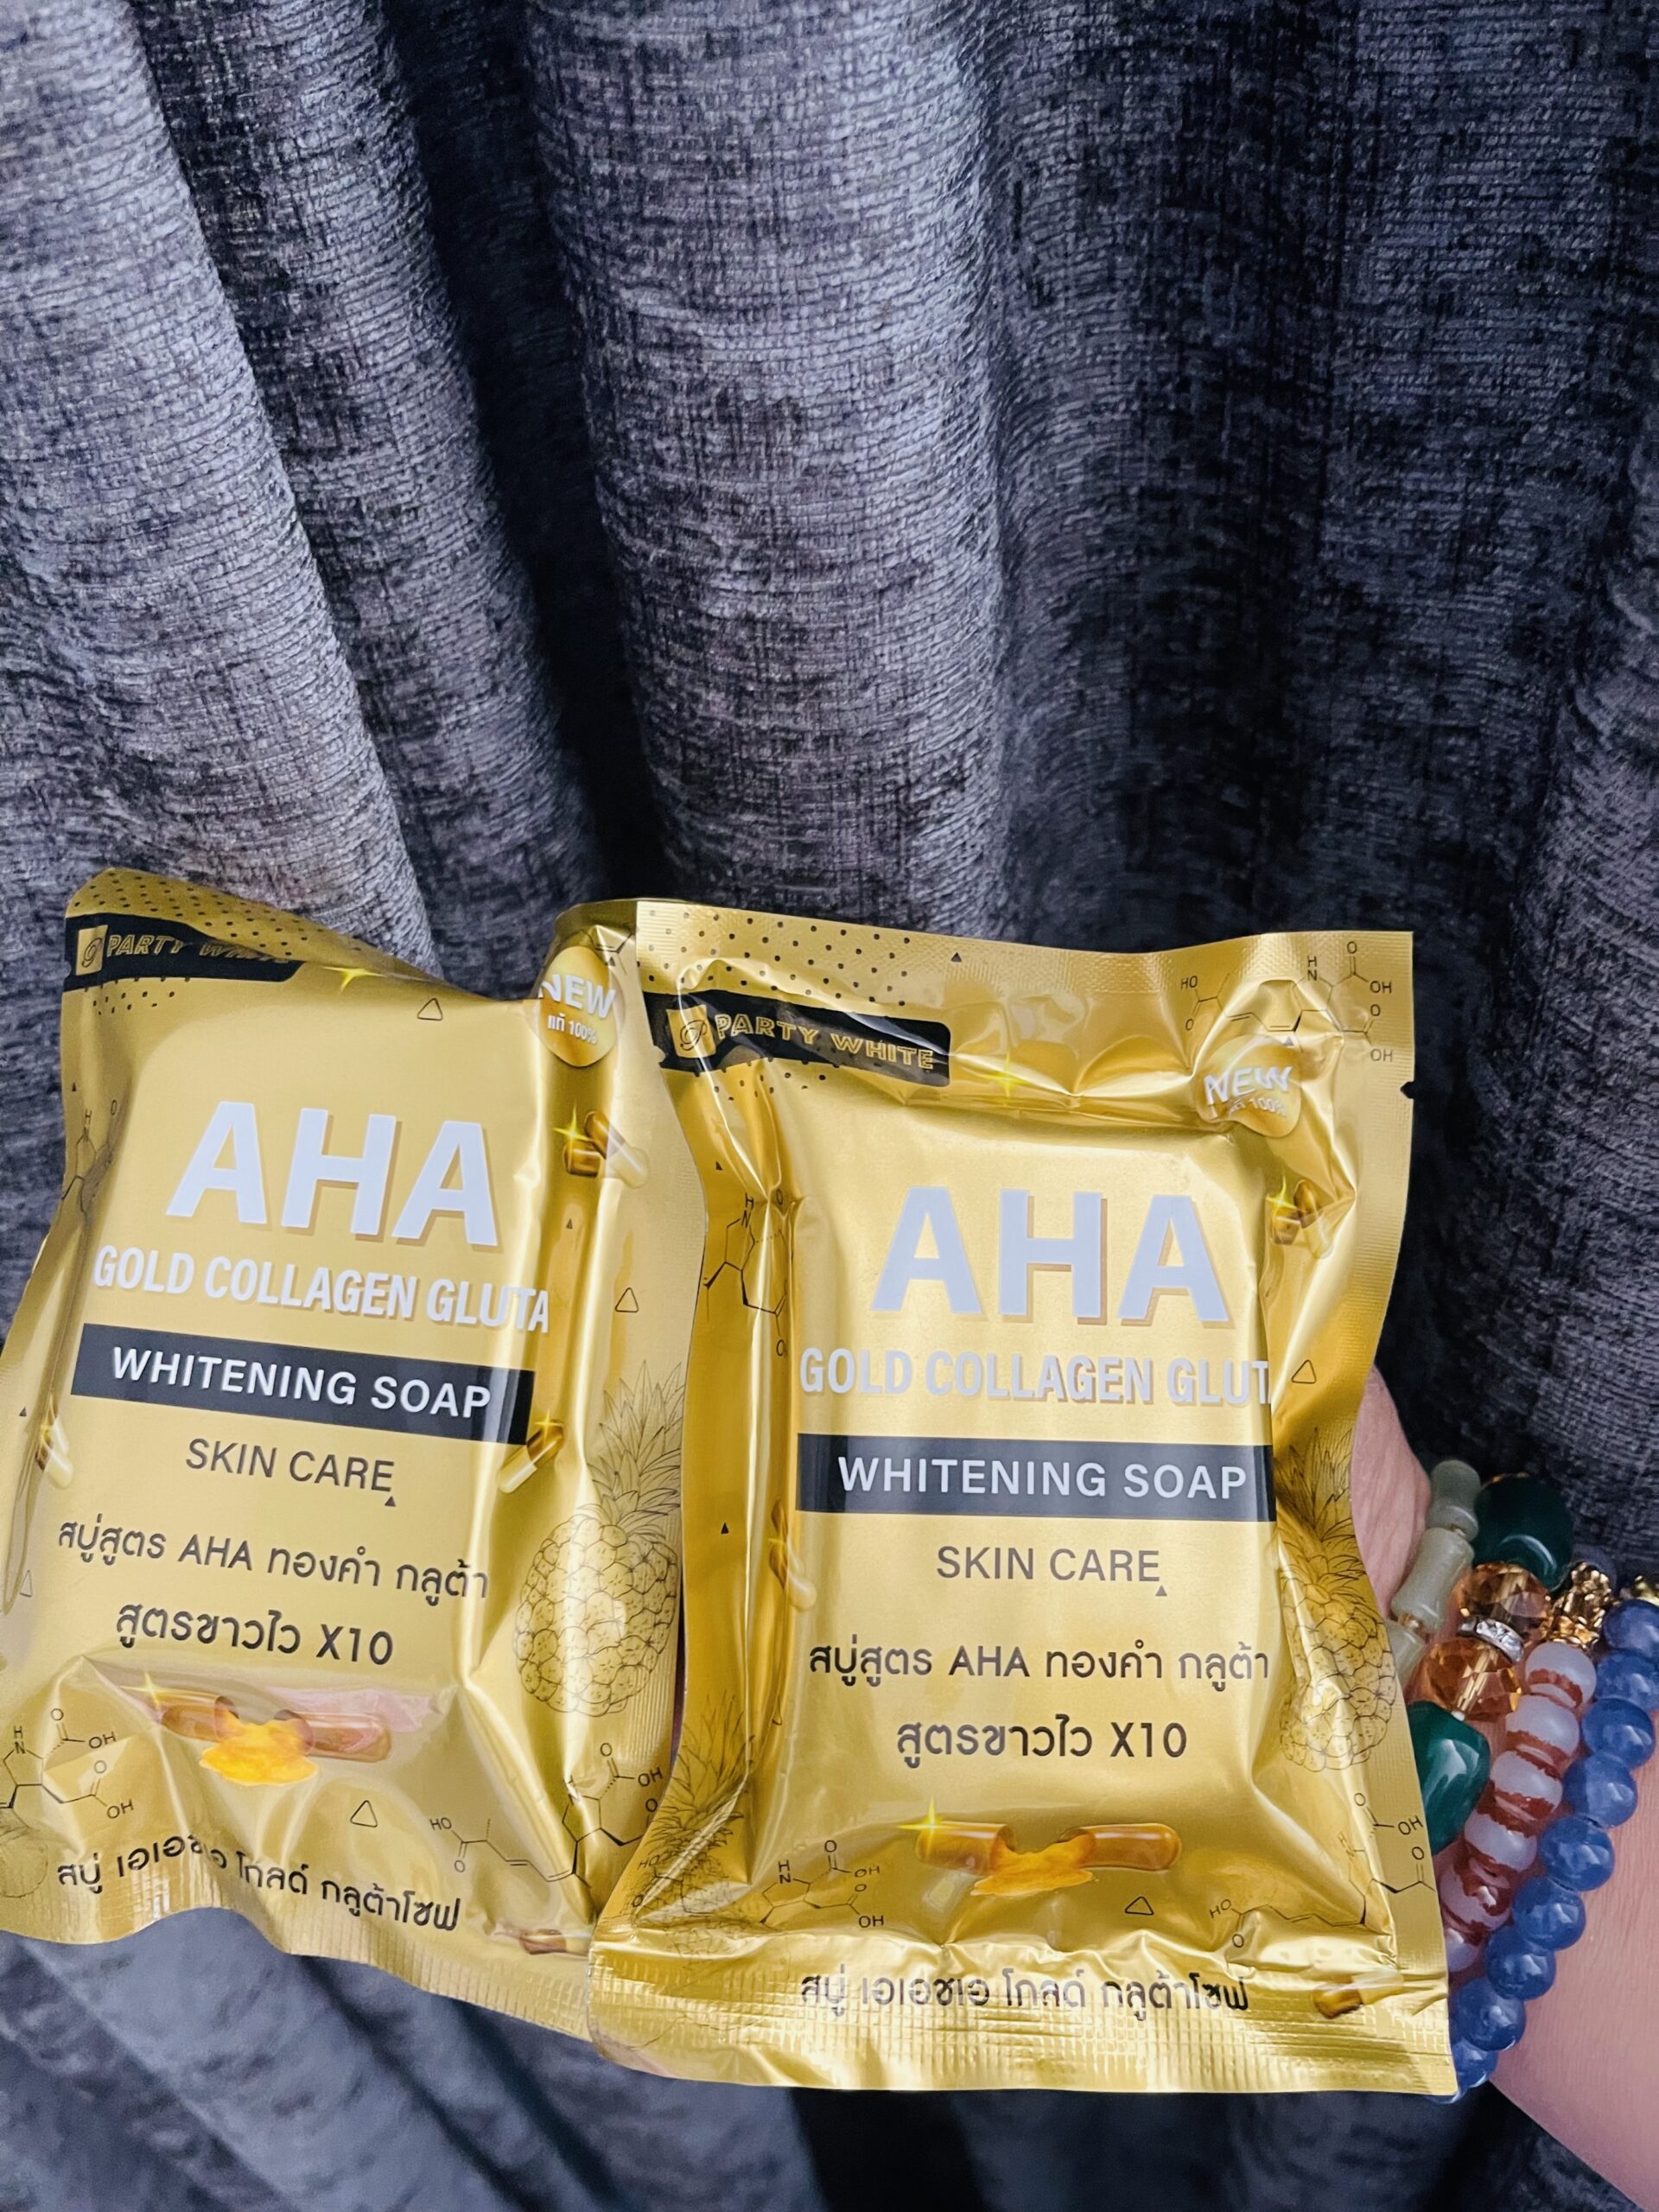 PARTY WHITE
NEW
แท้ 100%
AHA
GOLD COLLAGEN GLUTA
WHITENING SOAP
SKIN CARE
สบู่สูตร AHA ทองคำ กลูต้า
สูตรขาวไว X10
สบู่ เอเอชเอ โกลด์ กลูต้าโซฟ
PARTY WHITE
NEW
แท้ 100%
AHA
GOLD COLLAGEN GLUT
WHITENING SOAP
SKIN CARE
สบู่สูตร AHA ทองคำ กลูต้า
สูตรขาวไว X10
สบู่ เอเอชเอ โกลด์ กลูต้าโซฟ